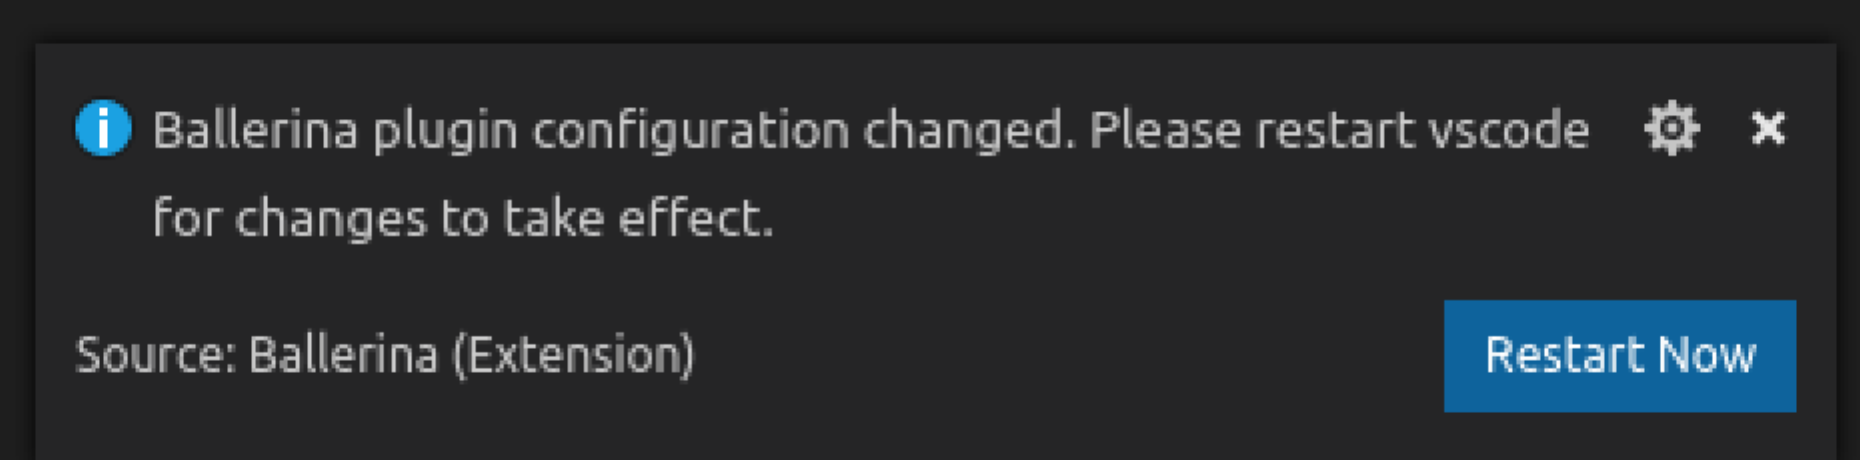 Ballerina plugin configuration changed. Please restart vscode
for changes to take effect.
Source: Ballerina (Extension)
Restart Now